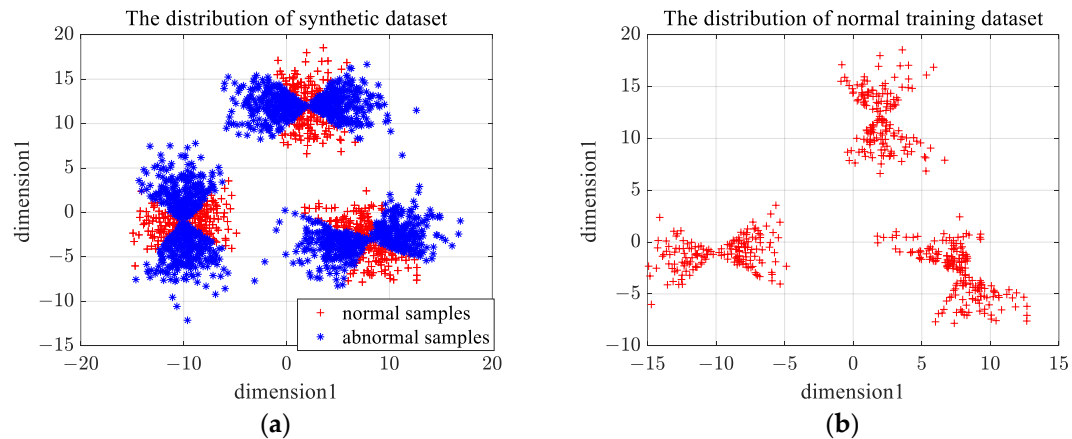 The distribution of synthetic dataset
20
15
10
5
0
−5
−10
−15
dimension1
−20
−10
0
10
20
dimension1
normal samples
abnormal samples
(a)
The distribution of normal training dataset
20
15
10
5
0
−5
−10
dimension1
−15
−10
−5
0
5
10
15
dimension1
(b)